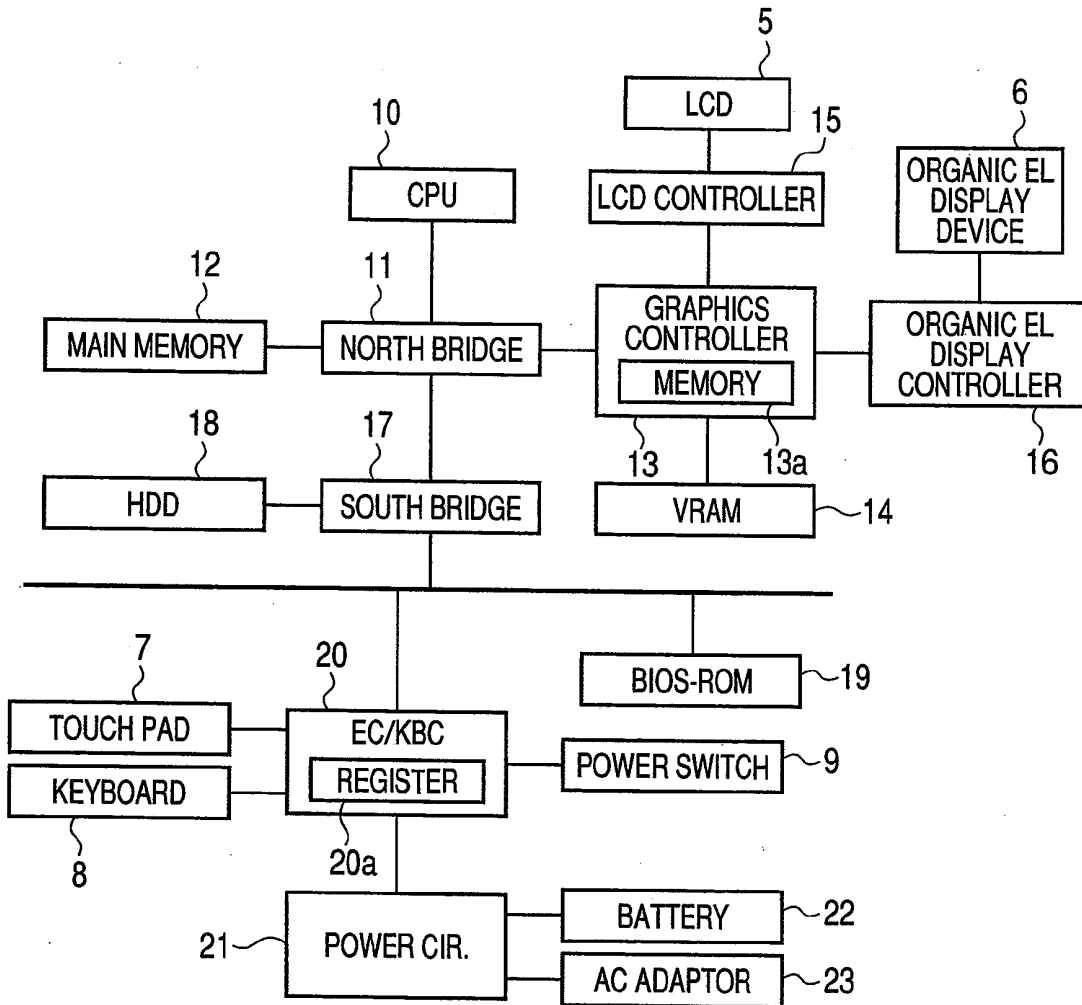 5
LCD
6
10
15
CPU
LCD CONTROLLER
ORGANIC EL
DISPLAY
DEVICE
12
11
MAIN MEMORY
NORTH BRIDGE
GRAPHICS
CONTROLLER
MEMORY
ORGANIC EL
DISPLAY
CONTROLLER
18
17
13
13a
16
HDD
SOUTH BRIDGE
VRAM
14
7
20
BIOS-ROM
19
TOUCH PAD
EC/KBC
KEYBOARD
REGISTER
POWER SWITCH
9
8
20a
21
POWER CIR.
BATTERY
22
AC ADAPTOR
23